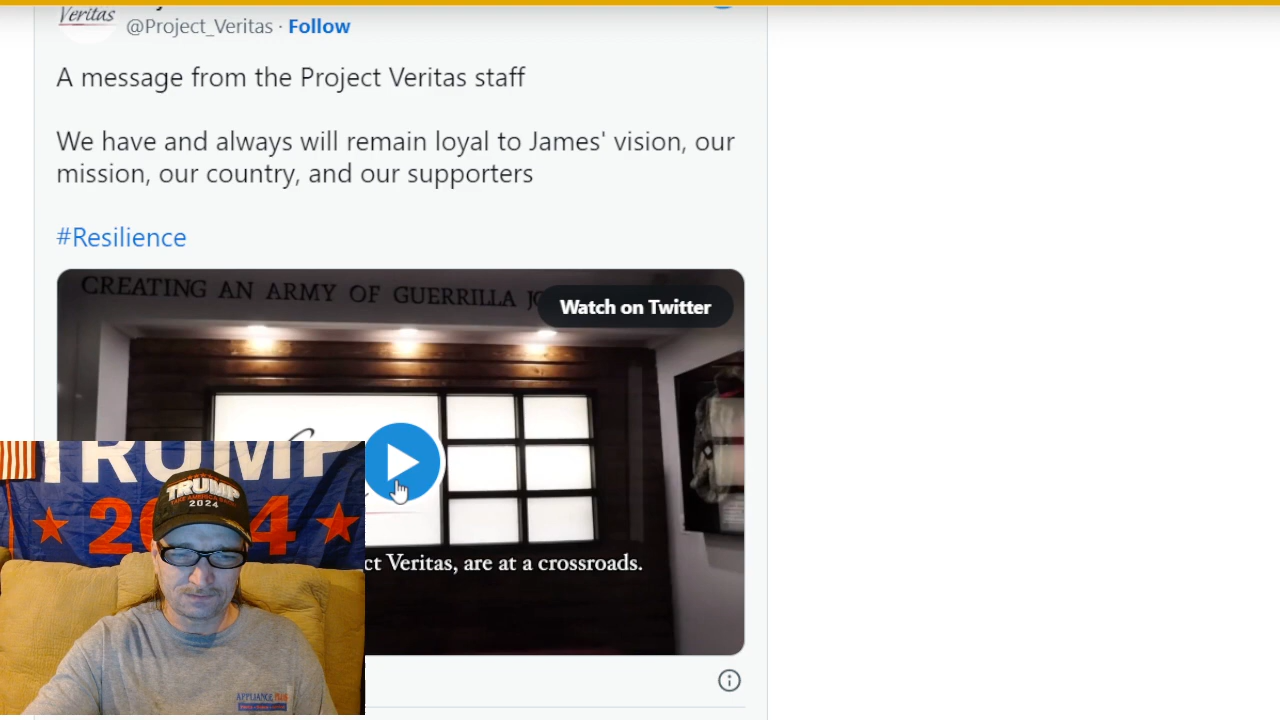 Veritas
@Project_Veritas · Follow
A message from the Project Veritas staff
We have and always will remain loyal to James' vision, our
mission, our country, and our supporters
#Resilience
CREATING AN ARMY OF GUERRILLA
Watch on Twitter
ct Veritas, are at a crossroads.
TRUMP
2024
TRUMP
2024
APPLIANCE